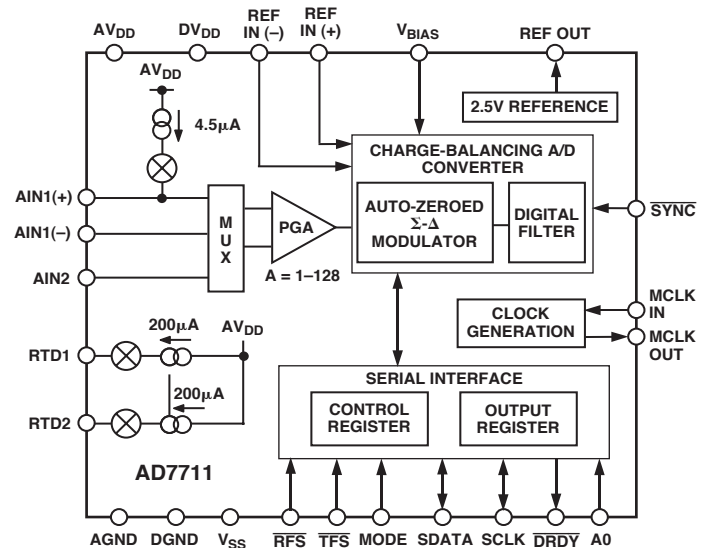 AVDD
DVDD
REF
IN (–)
REF
IN (+)
VBIAS
REF OUT
AVDD
4.5µA
2.5V REFERENCE
CHARGE-BALANCING A/D
CONVERTER
AUTO-ZEROED
Σ-Δ
MODULATOR
DIGITAL
FILTER
SYNC
AIN1(+)
AIN1(–)
AIN2
M
U
X
PGA
A = 1–128
CLOCK
GENERATION
MCLK
IN
MCLK
OUT
RTD1
200µA
AVDD
RTD2
200µA
SERIAL INTERFACE
CONTROL
REGISTER
OUTPUT
REGISTER
AD7711
AGND
DGND
VSS
RFS
TFS
MODE
SDATA
SCLK
DRDY
A0